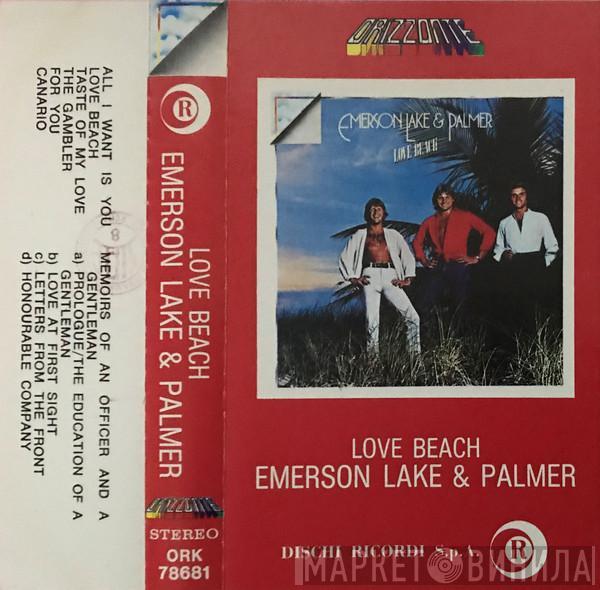 ALL I WANT IS YOU
LOVE BEACH
TASTE OF MY LOVE
THE GAMBLER
FOR YOU
CANARIO
MEMOIRS OF AN OFFICER AND A
GENTLEMAN
a) PROLOGUE/THE EDUCATION OF A
GENTLEMAN
b) LOVE AT FIRST SIGHT
c) LETTERS FROM THE FRONT
d) HONOURABLE COMPANY
R
LOVE BEACH
EMERSON LAKE & PALMER
ORIZZONTE
STEREO
ORK
78681
ORIZZONTE
EMERSON LAKE & PALMER
LOVE BEACH
LOVE BEACH
EMERSON LAKE & PALMER
DISCHI RICORDI S.p.A.
R
МАРКЕТ ВИНИЛА